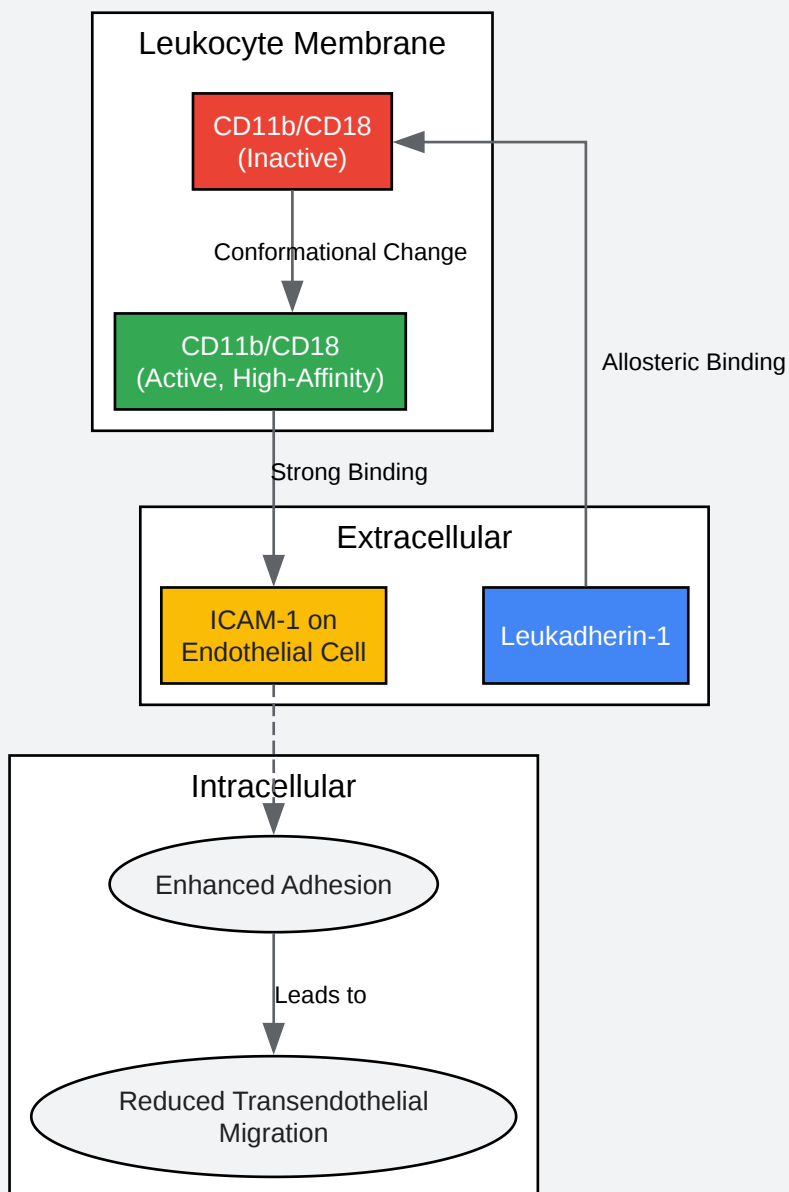 Leukocyte Membrane
CD11b/CD18
(Inactive)
Conformational Change
CD11b/CD18
(Active, High-Affinity)
Allosteric Binding
Strong Binding
Extracellular
ICAM-1 on
Endothelial Cell
Leukadherin-1
Intracellular
Enhanced Adhesion
Leads to
Reduced Transendothelial
Migration